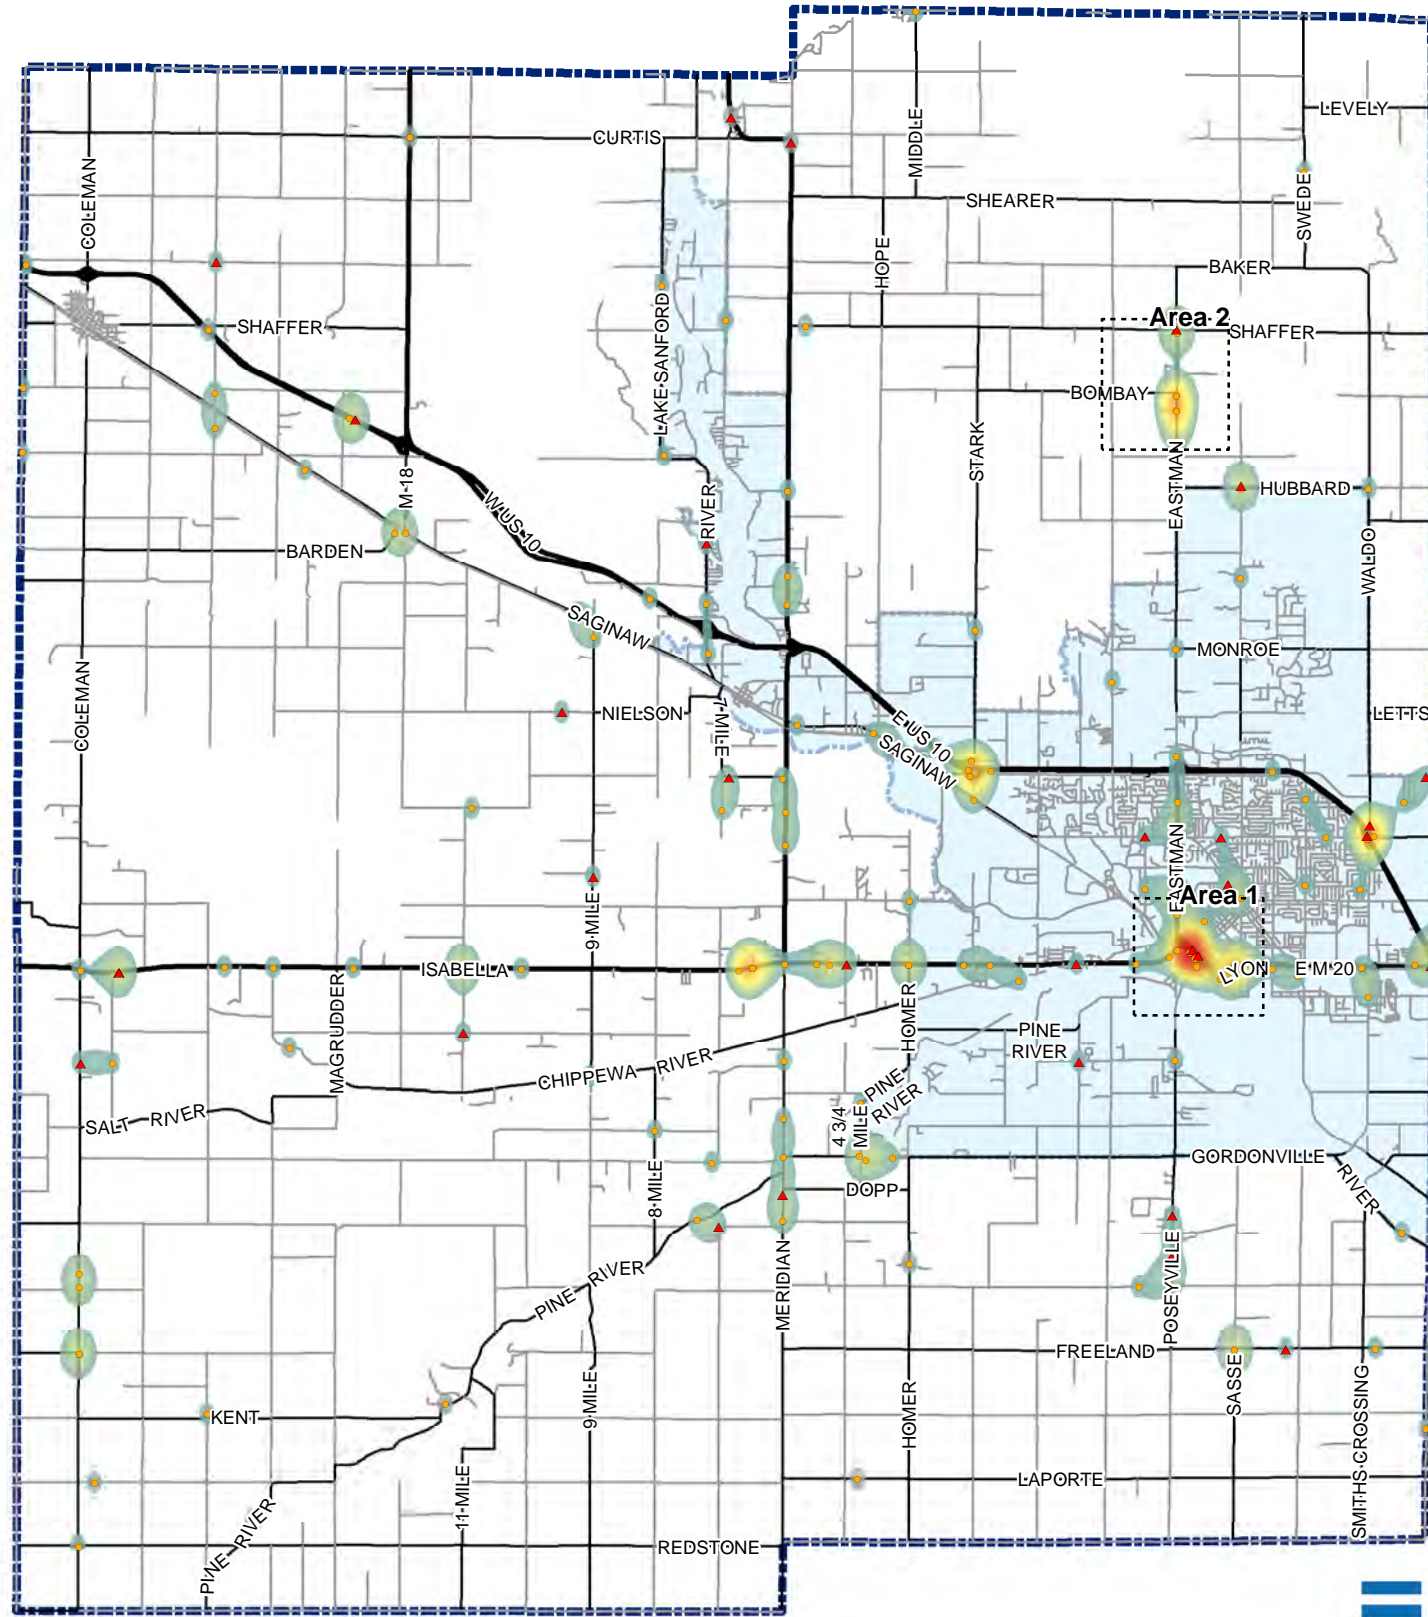 LEVELY
CURTIS
MIDDLE
COLEMAN
SWEDE
SHEARER
HOPE
BAKER
LAKE SANFORD
Area 2
SHAFFER
SHAFFER
BOMBAY
STARK
EASTMAN
M-18
HUBBARD
W US 10
RIVER
BARDEN
WALDO
SAGINAW
MONROE
COLEMAN
NIELSON
7 MILE
E US 10
SAGINAW
LETTS
EASTMAN
Area 1
9 MILE
ISABELLA
LYON
E M 20
MAGRUDDER
HOMER
PINE
RIVER
CHIPPEWA RIVER
PINE
RIVER
SALT RIVER
4 3/4
MILE
GORDONVILLE
8 MILE
DOPP
RIVER
PINE RIVER
MERIDIAN
POSEYVILLE
FREELAND
9 MILE
KENT
HOMER
SASSE
SMITHS CROSSING
11 MILE
LAPORTE
PINE RIVER
REDSTONE